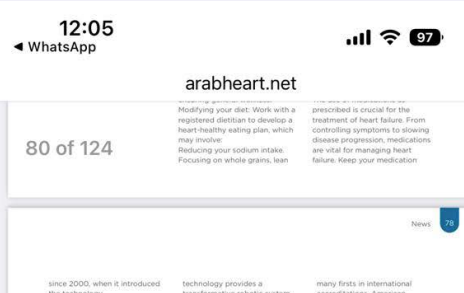 12:05
97
◀ WhatsApp
arabheart.net
80 of 124
Modifying your diet: Work with a
registered dietitian to develop a
heart-healthy eating plan, which
may involve:
Reducing your sodium intake.
Focusing on whole grains, lean
prescribed is crucial for the
treatment of heart failure. From
controlling symptoms to slowing
disease progression, medications
are vital for managing heart
failure. Keep your medication
News 78
since 2000, when it introduced
technology provides a
many firsts in international